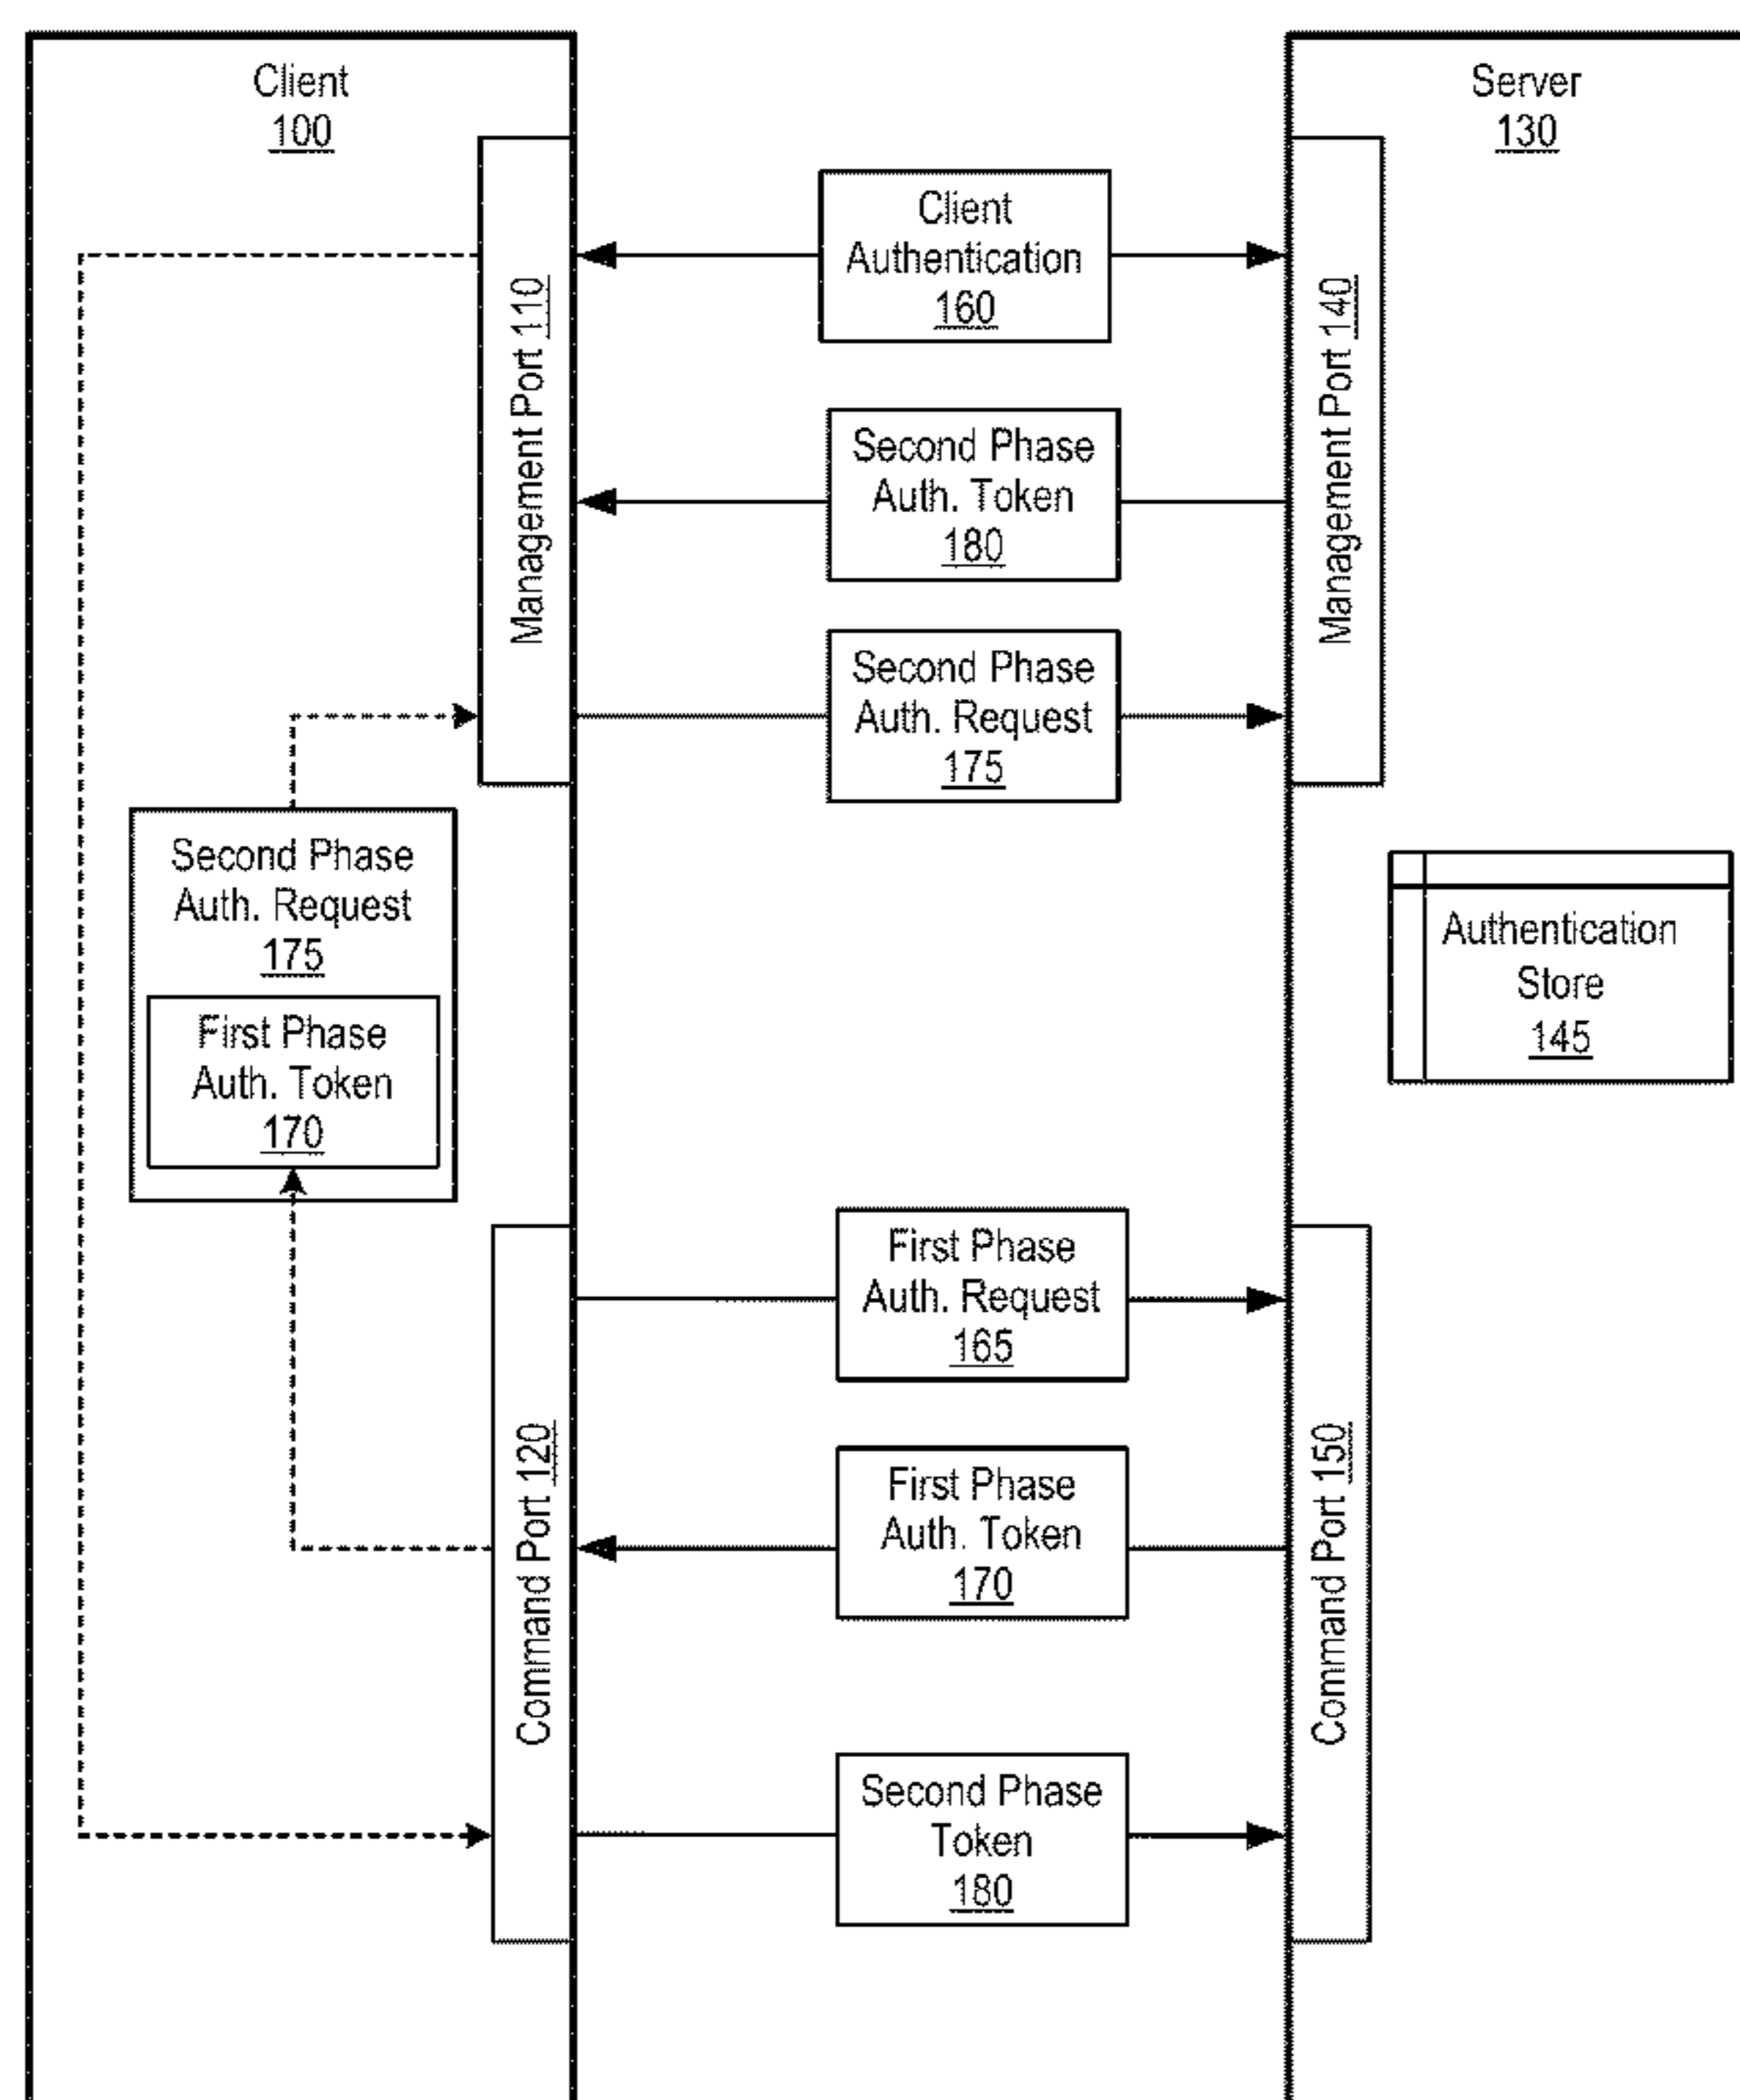 Client
100
Server
130
Management Port 110
Client
Authentication
160
Management Port 140
Second Phase
Auth. Token
180
Second Phase
Auth. Request
175
Second Phase
Auth. Request
175
First Phase
Auth. Token
170
Authentication
Store
145
Command Port 120
First Phase
Auth. Request
165
Command Port 150
First Phase
Auth. Token
170
Second Phase
Token
180